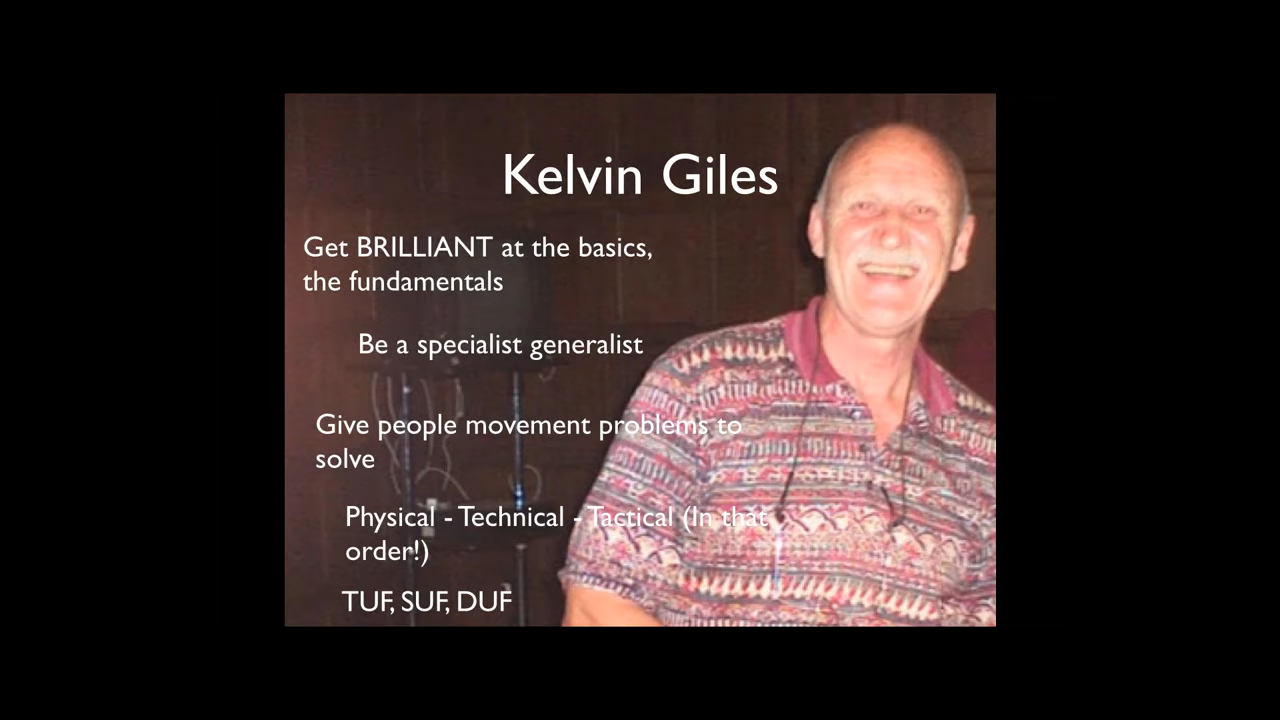 Kelvin Giles
Get BRILLIANT at the basics,
the fundamentals
Be a specialist generalist
Give people movement problems to
solve
Physical - Technical - Tactical (In that
order!)
TUF, SUF, DUF